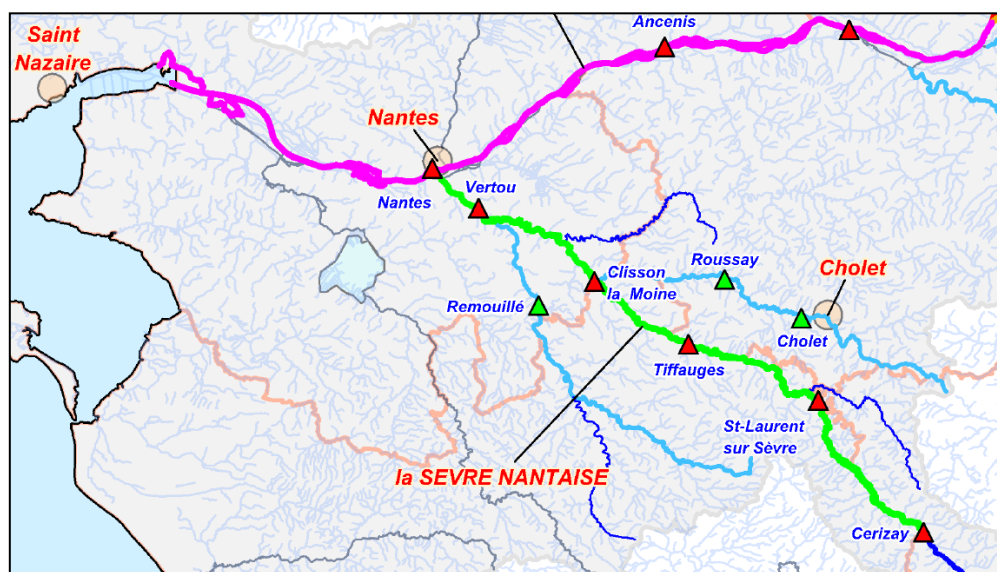 Ancenis
Saint
Nazaire
Nantes
Vertou
Nantes
Roussay
Cholet
Clisson
la Moine
Remouillé
Cholet
Tiffauges
St-Laurent
sur Sèvre
la SEVRE NANTAISE
Cerizay